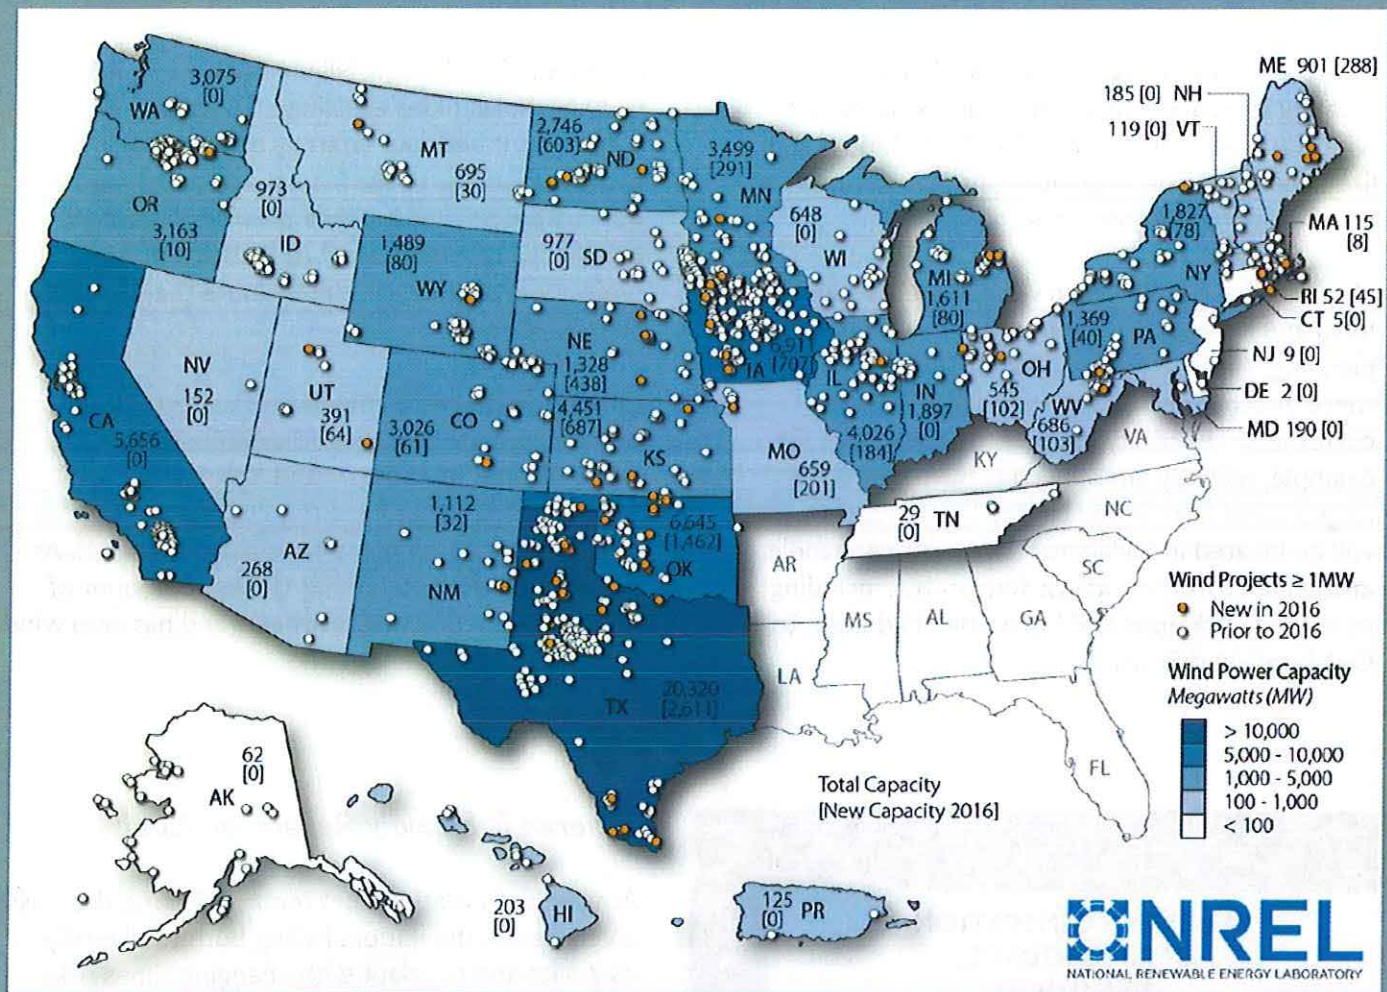 ME 901 [288]
185 [0] NH
119 [0] VT
3,075
[0]
WA
MT
695
[30]
2,746
[603]
ND
3,499
[291]
MN
OR
3,163
[10]
973
[0]
ID
1,489
[80]
WY
977
[0]
SD
648
[0]
WI
MI
1,611
[80]
1,827
[78]
NY
MA 115
[8]
RI 52 [45]
CT 5[0]
NJ 9 [0]
DE 2 [0]
MD 190 [0]
NV
152
[0]
UT
391
[64]
CA
5,656
[0]
3,026
[61]
CO
NE
1,328
[438]
4,451
[687]
KS
6,911
[707]
IA
IL
4,026
[184]
IN
1,897
[0]
OH
545
[102]
1,369
[40]
PA
WV
686
[103]
VA
KY
MO
659
[201]
AZ
268
[0]
1,112
[32]
NM
6,645
[1,462]
OK
TX
20,320
[2,611]
29
[0]
TN
NC
SC
AR
MS
AL
GA
LA
FL
Wind Projects ≥ 1MW
New in 2016
Prior to 2016
Wind Power Capacity
Megawatts (MW)
> 10,000
5,000 - 10,000
1,000 - 5,000
100 - 1,000
< 100
Total Capacity
[New Capacity 2016]
62
[0]
AK
203
[0]
HI
125
[0]
PR
NREL
NATIONAL RENEWABLE ENERGY LABORATORY